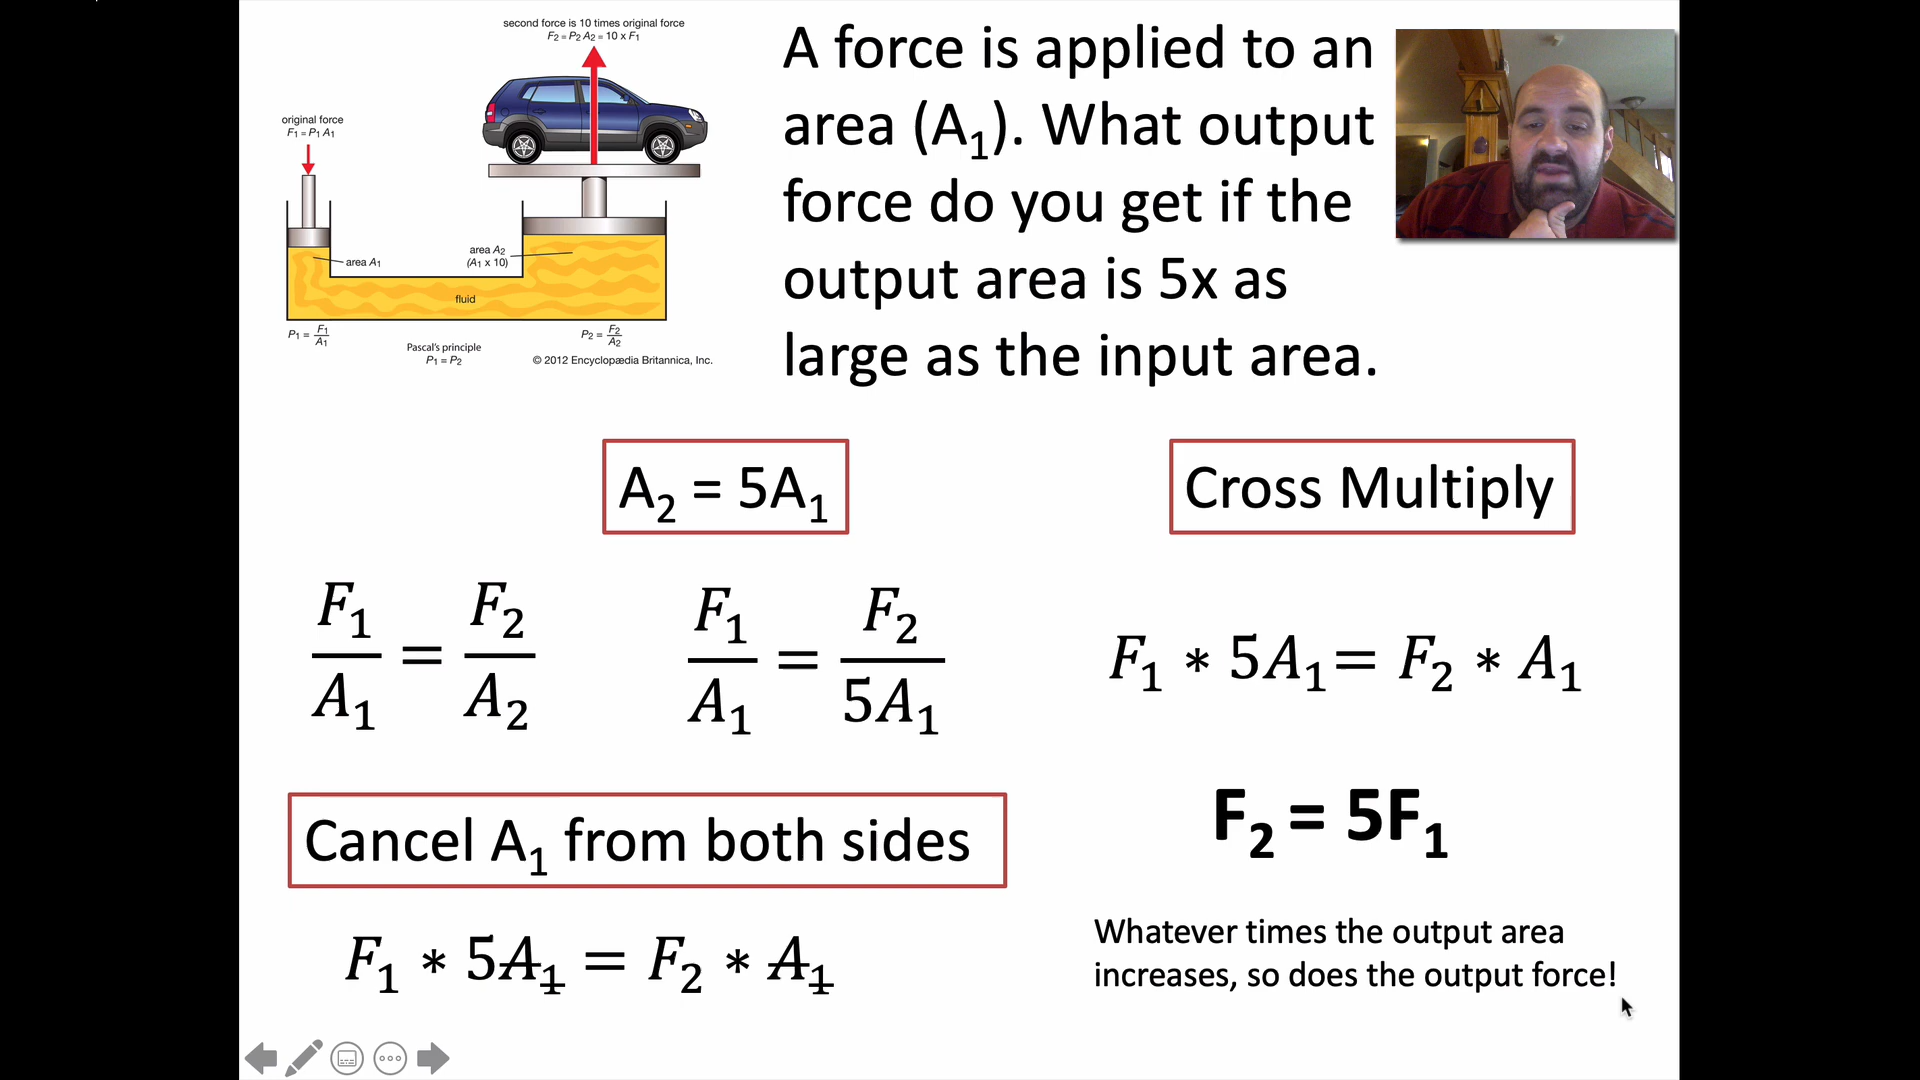 second force is 10 times original force
F₂ = P₂ A₂ = 10 x F₁
original force
F₁ = P₁ A₁
area A₁
area A₂
(A₁ x 10)
fluid
P₁ = F₁/A₁
P₂ = F₂/A₂
Pascal's principle
P₁ = P₂
© 2012 Encyclopædia Britannica, Inc.
A force is applied to an
area (A₁). What output
force do you get if the
output area is 5x as
large as the input area.
A₂ = 5A₁
Cross Multiply
F₁/A₁ = F₂/A₂
F₁/A₁ = F₂/5A₁
F₁ * 5A₁= F₂ * A₁
Cancel A₁ from both sides
F₁ * 5A₁ = F₂ * A₁
F₂ = 5F₁
Whatever times the output area
increases, so does the output force!